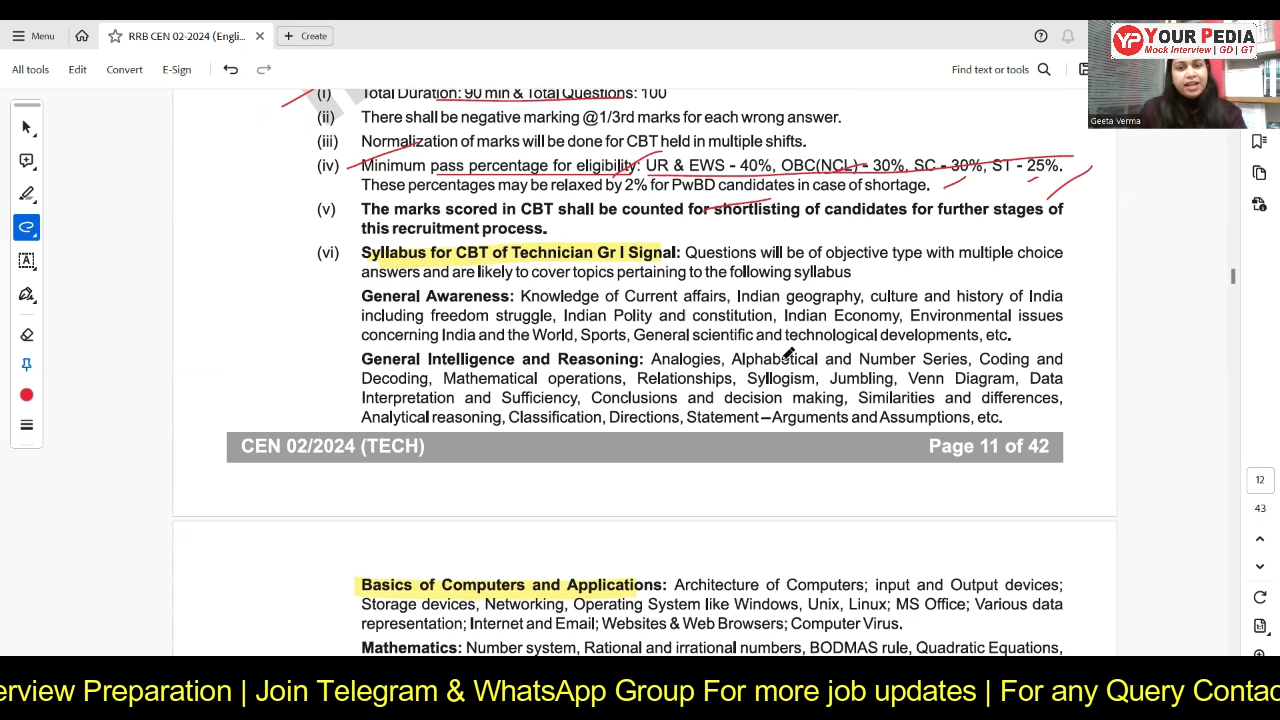 Menu
RRB CEN 02-2024 (Engli...
Create
All tools
Edit
Convert
E-Sign
Find text or tools
YP YOUR PEDIA
Mock Interview | GD | GT
Geeta Verma
(i) Total Duration: 90 min & Total Questions: 100
(ii) There shall be negative marking @1/3rd marks for each wrong answer.
(iii) Normalization of marks will be done for CBT held in multiple shifts.
(iv) Minimum pass percentage for eligibility: UR & EWS - 40%, OBC(NCL) - 30%, SC - 30%, ST - 25%.
These percentages may be relaxed by 2% for PwBD candidates in case of shortage.
(v) The marks scored in CBT shall be counted for shortlisting of candidates for further stages of
this recruitment process.
(vi) Syllabus for CBT of Technician Gr I Signal: Questions will be of objective type with multiple choice
answers and are likely to cover topics pertaining to the following syllabus
General Awareness: Knowledge of Current affairs, Indian geography, culture and history of India
including freedom struggle, Indian Polity and constitution, Indian Economy, Environmental issues
concerning India and the World, Sports, General scientific and technological developments, etc.
General Intelligence and Reasoning: Analogies, Alphabetical and Number Series, Coding and
Decoding, Mathematical operations, Relationships, Syllogism, Jumbling, Venn Diagram, Data
Interpretation and Sufficiency, Conclusions and decision making, Similarities and differences,
Analytical reasoning, Classification, Directions, Statement – Arguments and Assumptions, etc.
CEN 02/2024 (TECH) Page 11 of 42
12
43
Basics of Computers and Applications: Architecture of Computers; input and Output devices;
Storage devices, Networking, Operating System like Windows, Unix, Linux; MS Office; Various data
representation; Internet and Email; Websites & Web Browsers; Computer Virus.
Mathematics: Number system, Rational and irrational numbers, BODMAS rule, Quadratic Equations,
erview Preparation | Join Telegram & WhatsApp Group For more job updates | For any Query Contac